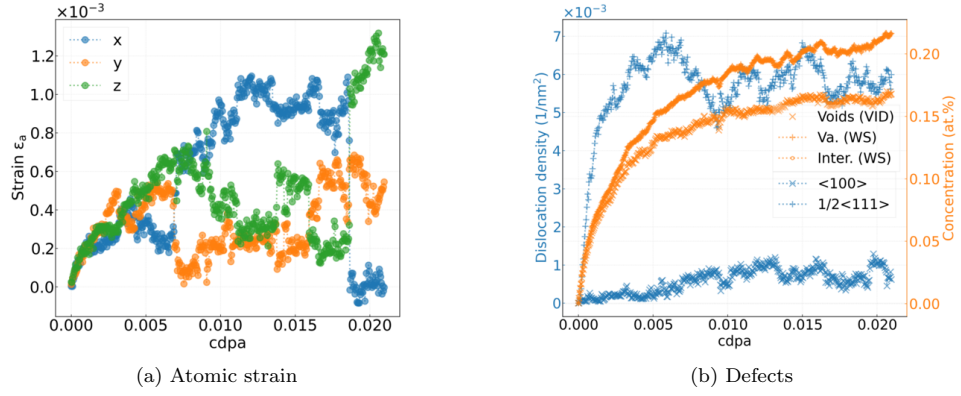 ×10⁻³
1.2
1.0
0.8
0.6
0.4
0.2
0.0
Strain εₐ
x
y
z
0.000 0.005 0.010 0.015 0.020
cdpa
(a) Atomic strain
×10⁻³
7
6
5
4
3
2
1
0
Dislocation density (1/nm²)
Voids (VID)
Va. (WS)
Inter. (WS)
<100>
1/2<111>
0.20
0.15
0.10
0.05
0.00
Concentration (at.%)
0.000 0.005 0.010 0.015 0.020
cdpa
(b) Defects